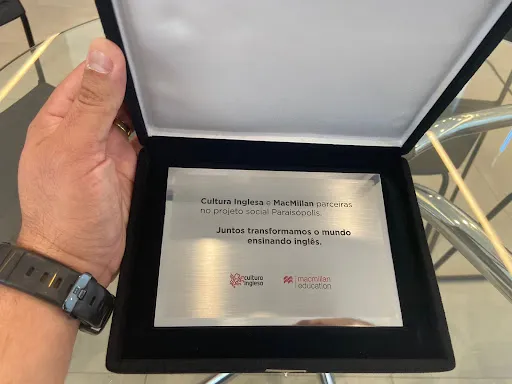 Cultura Inglesa e MacMillan parceiras
no projeto social Paraisópolis.
Juntos transformamos o mundo
ensinando inglês.
cultura
inglesa
macmillan
education